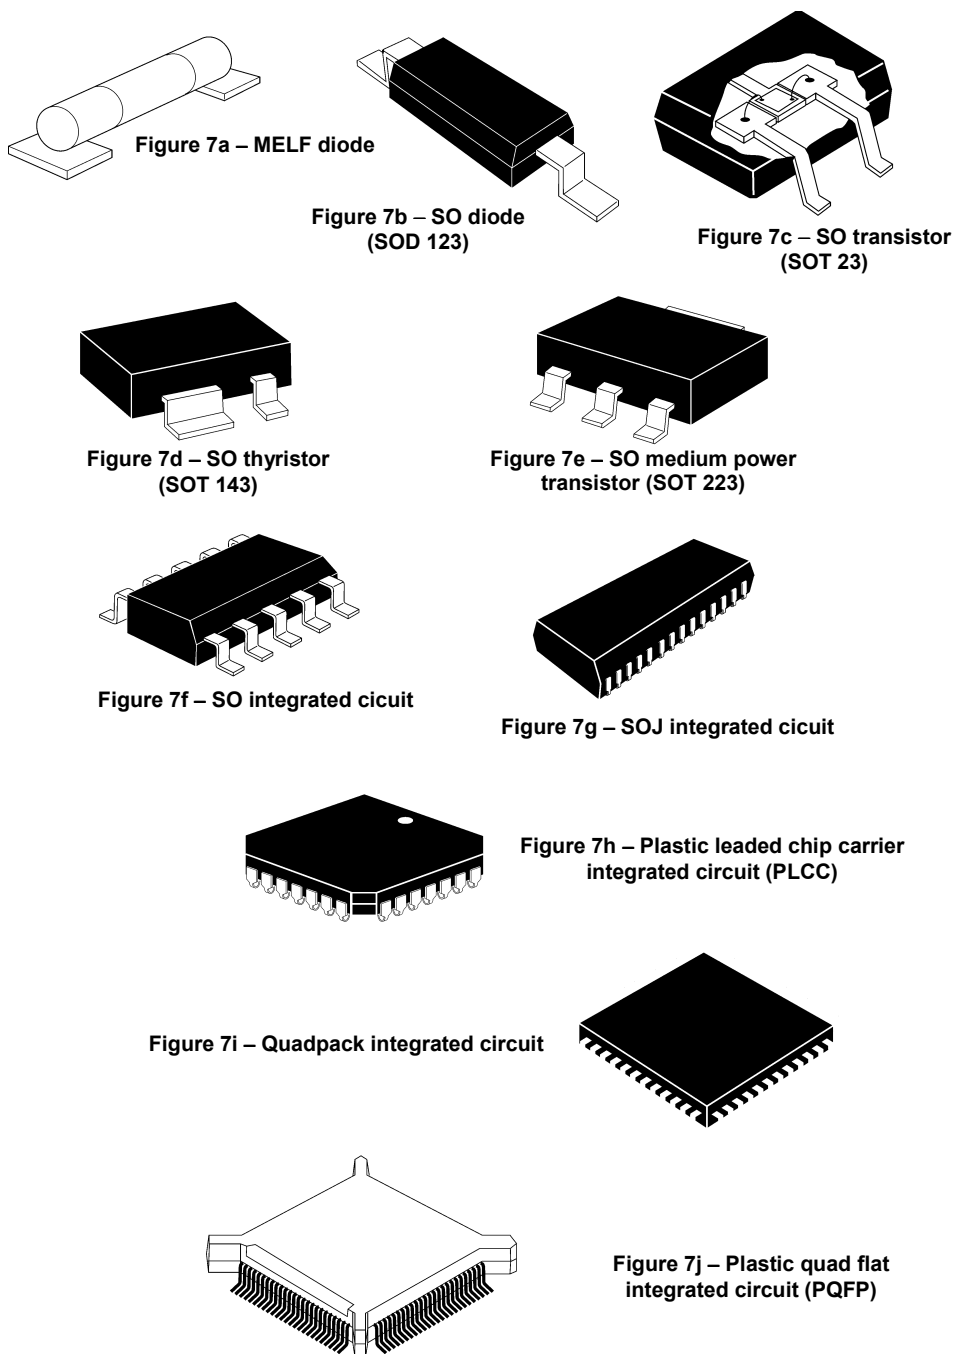 Figure 7a – MELF diode
Figure 7b – SO diode
(SOD 123)
Figure 7c – SO transistor
(SOT 23)
Figure 7d – SO thyristor
(SOT 143)
Figure 7e – SO medium power
transistor (SOT 223)
Figure 7f – SO integrated cicuit
Figure 7g – SOJ integrated cicuit
Figure 7h – Plastic leaded chip carrier
integrated circuit (PLCC)
Figure 7i – Quadpack integrated circuit
Figure 7j – Plastic quad flat
integrated circuit (PQFP)